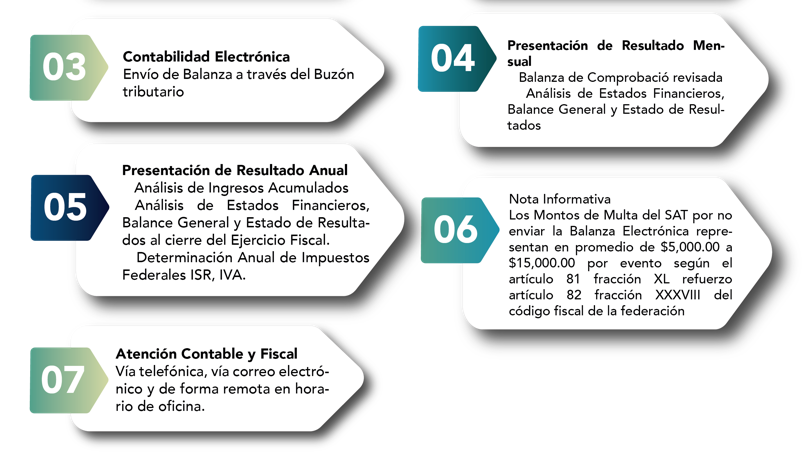 03
Contabilidad Electrónica
Envío de Balanza a través del Buzón
tributario
04
Presentación de Resultado Men-
sual
Balanza de Comprobació revisada
Análisis de Estados Financieros,
Balance General y Estado de Resul-
tados
05
Presentación de Resultado Anual
Análisis de Ingresos Acumulados
Análisis de Estados Financieros,
Balance General y Estado de Resulta-
dos al cierre del Ejercicio Fiscal.
Determinación Anual de Impuestos
Federales ISR, IVA.
06
Nota Informativa
Los Montos de Multa del SAT por no
enviar la Balanza Electrónica repre-
sentan en promedio de $5,000.00 a
$15,000.00 por evento según el
artículo 81 fracción XL refuerzo
artículo 82 fracción XXXVIII del
código fiscal de la federación
07
Atención Contable y Fiscal
Vía telefónica, vía correo electró-
nico y de forma remota en hora-
rio de oficina.